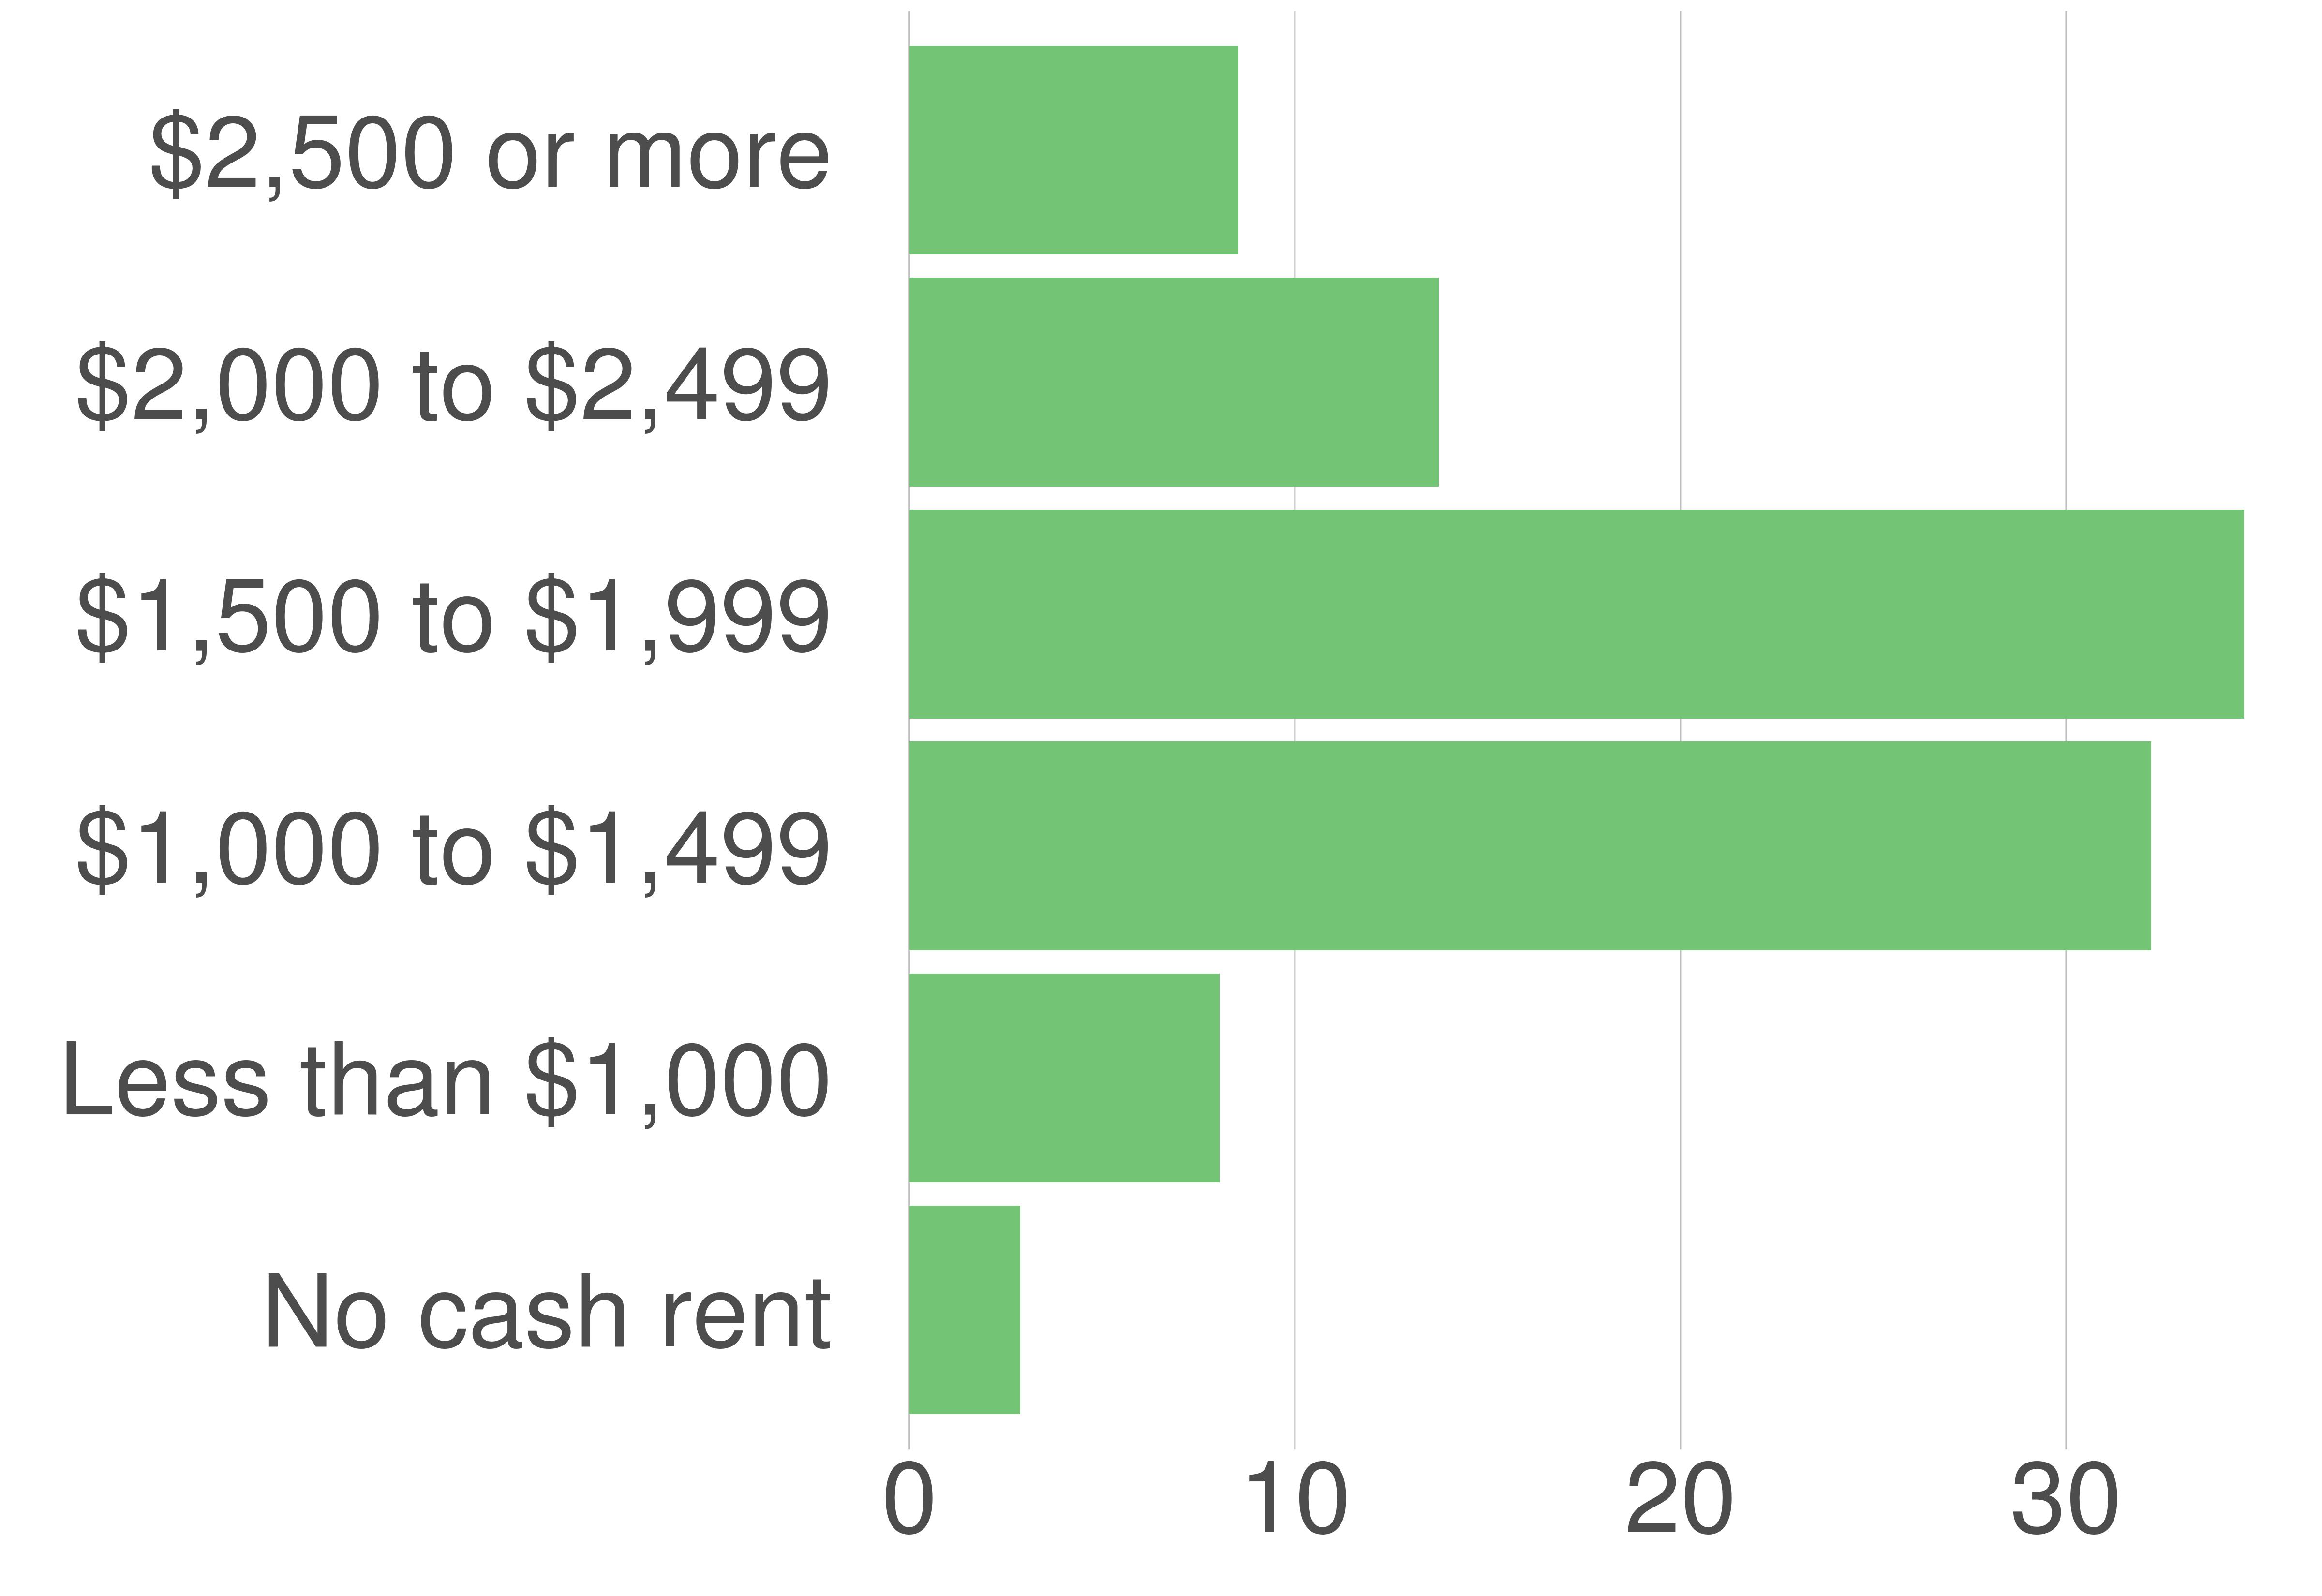 $2,500 or more
$2,000 to $2,499
$1,500 to $1,999
$1,000 to $1,499
Less than $1,000
No cash rent
0 10 20 30